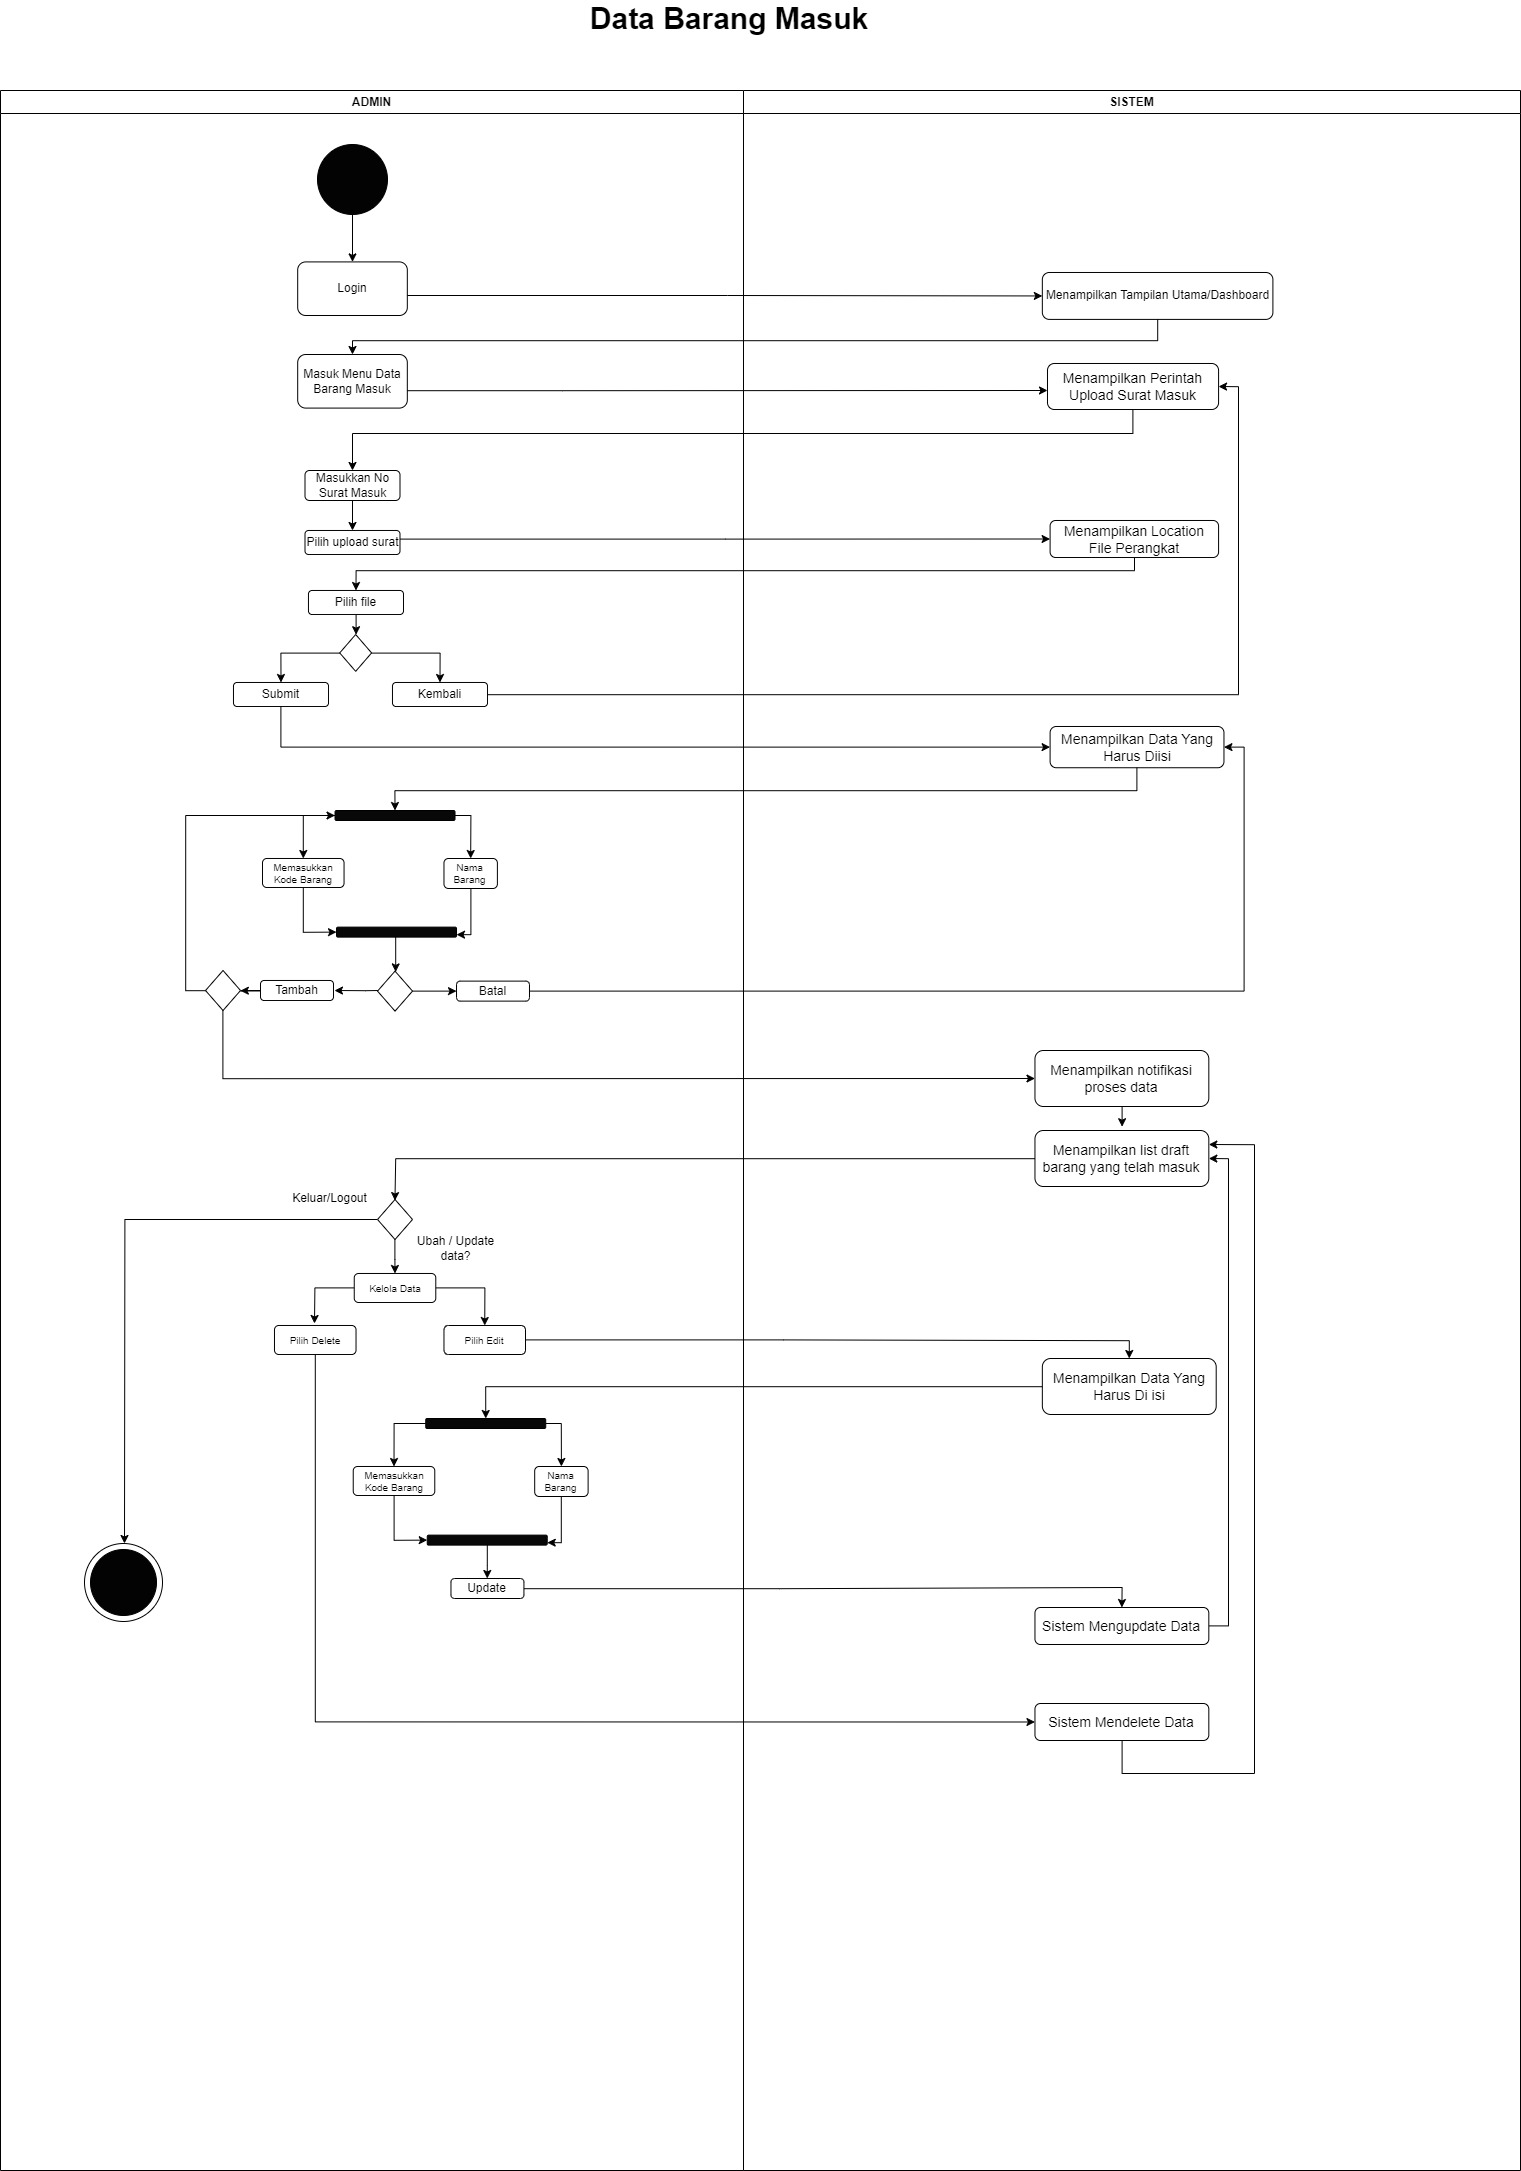 Data Barang Masuk
ADMIN
SISTEM
Login
Menampilkan Tampilan Utama/Dashboard
Masuk Menu Data
Barang Masuk
Menampilkan Perintah
Upload Surat Masuk
Masukkan No
Surat Masuk
Pilih upload surat
Menampilkan Location
File Perangkat
Pilih file
Submit
Kembali
Menampilkan Data Yang
Harus Diisi
Memasukkan
Kode Barang
Nama
Barang
Tambah
Batal
Menampilkan notifikasi
proses data
Menampilkan list draft
barang yang telah masuk
Keluar/Logout
Ubah / Update
data?
Kelola Data
Pilih Delete
Pilih Edit
Menampilkan Data Yang
Harus Di isi
Memasukkan
Kode Barang
Nama
Barang
Update
Sistem Mengupdate Data
Sistem Mendelete Data